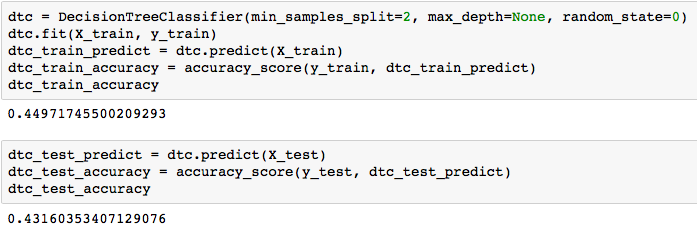 dtc = DecisionTreeClassifier(min_samples_split=2, max_depth=None, random_state=0)
dtc.fit(X_train, y_train)
dtc_train_predict = dtc.predict(X_train)
dtc_train_accuracy = accuracy_score(y_train, dtc_train_predict)
dtc_train_accuracy
0.44971745500209293
dtc_test_predict = dtc.predict(X_test)
dtc_test_accuracy = accuracy_score(y_test, dtc_test_predict)
dtc_test_accuracy
0.43160353407129076